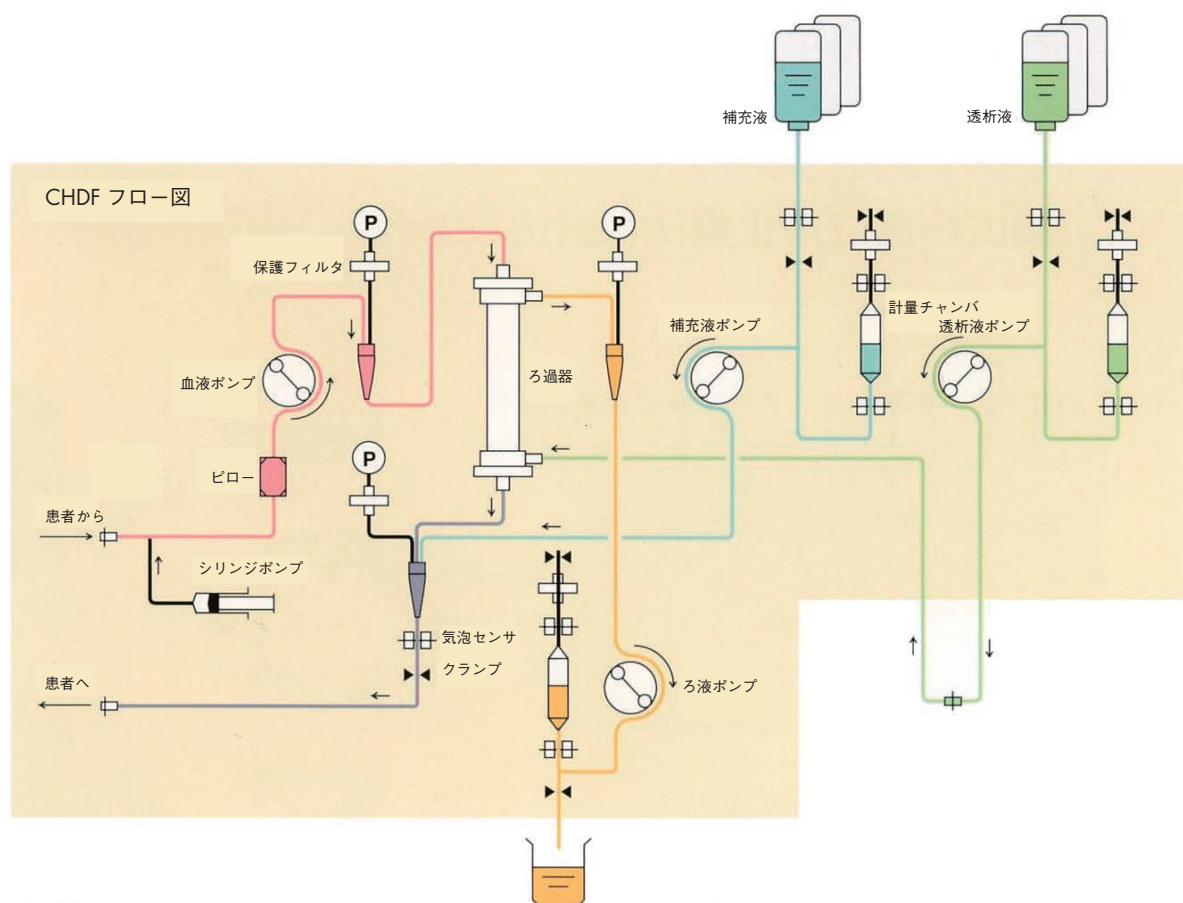 補充液
透析液
CHDF フロー図
P
P
保護フィルタ
計量チャンバ
補充液ポンプ
透析液ポンプ
血液ポンプ
ろ過器
P
ピロー
患者から
シリンジポンプ
気泡センサ
クランプ
患者へ
ろ液ポンプ